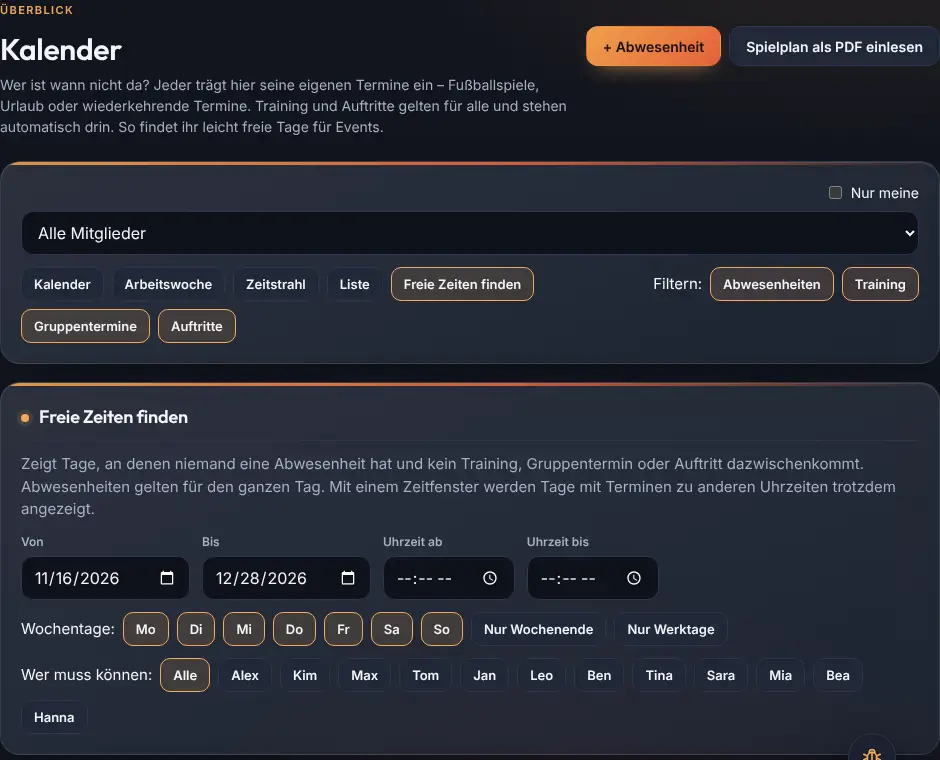 ÜBERBLICK
Kalender
+ Abwesenheit
Spielplan als PDF einlesen
Wer ist wann nicht da? Jeder trägt hier seine eigenen Termine ein – Fußballspiele,
Urlaub oder wiederkehrende Termine. Training und Auftritte gelten für alle und stehen
automatisch drin. So findet ihr leicht freie Tage für Events.
Nur meine
Alle Mitglieder
Kalender Arbeitswoche Zeitstrahl Liste Freie Zeiten finden Filtern: Abwesenheiten Training
Gruppentermine Auftritte
Freie Zeiten finden
Zeigt Tage, an denen niemand eine Abwesenheit hat und kein Training, Gruppentermin oder Auftritt dazwischenkommt.
Abwesenheiten gelten für den ganzen Tag. Mit einem Zeitfenster werden Tage mit Terminen zu anderen Uhrzeiten trotzdem
angezeigt.
Von Bis Uhrzeit ab Uhrzeit bis
11/16/2026 12/28/2026 --:-- -- --:-- --
Wochentage: Mo Di Mi Do Fr Sa So Nur Wochenende Nur Werktage
Wer muss können: Alle Alex Kim Max Tom Jan Leo Ben Tina Sara Mia Bea
Hanna